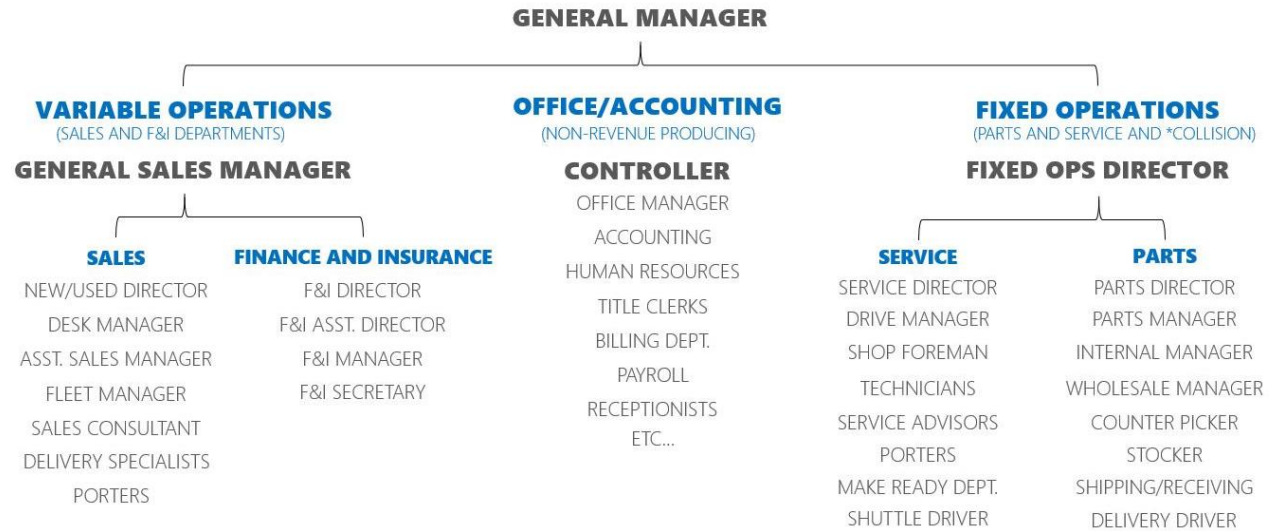 GENERAL MANAGER
VARIABLE OPERATIONS
(SALES AND F&I DEPARTMENTS)
GENERAL SALES MANAGER
SALES
NEW/USED DIRECTOR
DESK MANAGER
ASST. SALES MANAGER
FLEET MANAGER
SALES CONSULTANT
DELIVERY SPECIALISTS
PORTERS
FINANCE AND INSURANCE
F&I DIRECTOR
F&I ASST. DIRECTOR
F&I MANAGER
F&I SECRETARY
OFFICE/ACCOUNTING
(NON-REVENUE PRODUCING)
CONTROLLER
OFFICE MANAGER
ACCOUNTING
HUMAN RESOURCES
TITLE CLERKS
BILLING DEPT.
PAYROLL
RECEPTIONISTS
ETC...
FIXED OPERATIONS
(PARTS AND SERVICE AND *COLLISION)
FIXED OPS DIRECTOR
SERVICE
SERVICE DIRECTOR
DRIVE MANAGER
SHOP FOREMAN
TECHNICIANS
SERVICE ADVISORS
PORTERS
MAKE READY DEPT.
SHUTTLE DRIVER
PARTS
PARTS DIRECTOR
PARTS MANAGER
INTERNAL MANAGER
WHOLESALE MANAGER
COUNTER PICKER
STOCKER
SHIPPING/RECEIVING
DELIVERY DRIVER